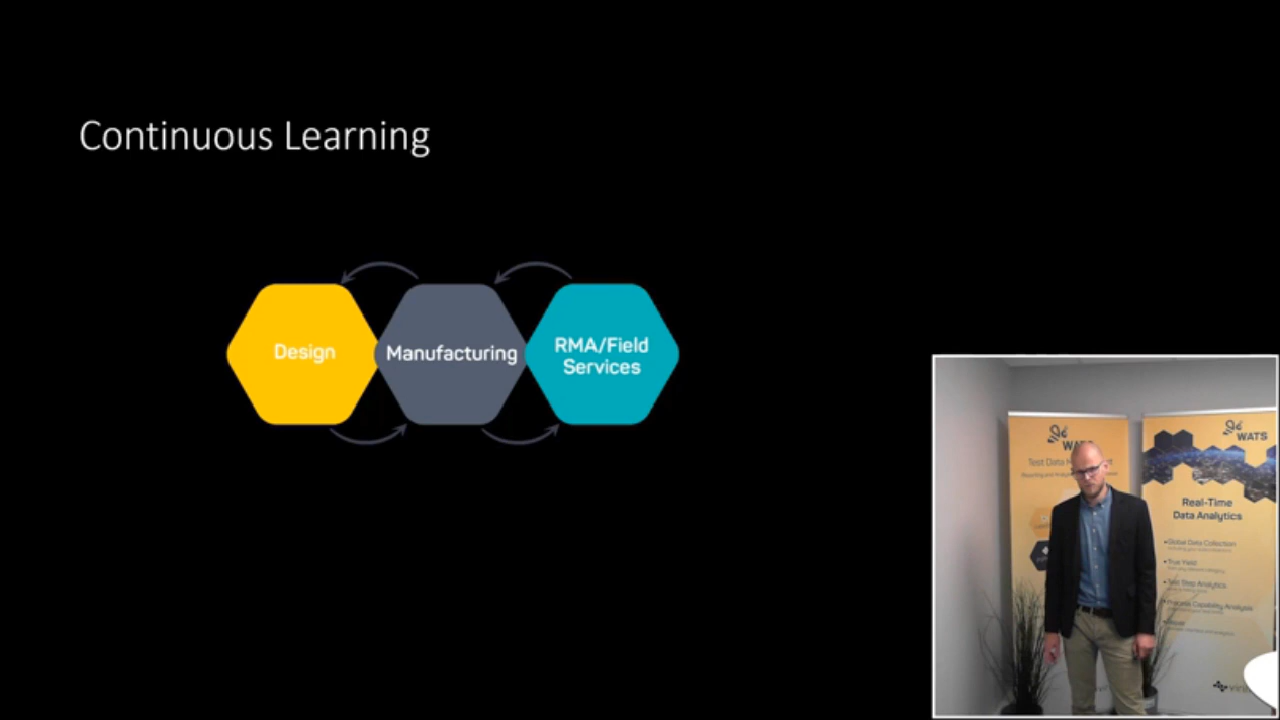 Continuous Learning
Design
Manufacturing
RMA/Field
Services
WATS
Test Data
WATS
Real-Time
Data Analytics
Global Data Collection
True Yield
Test Step Analytics
Process Capability Analysis